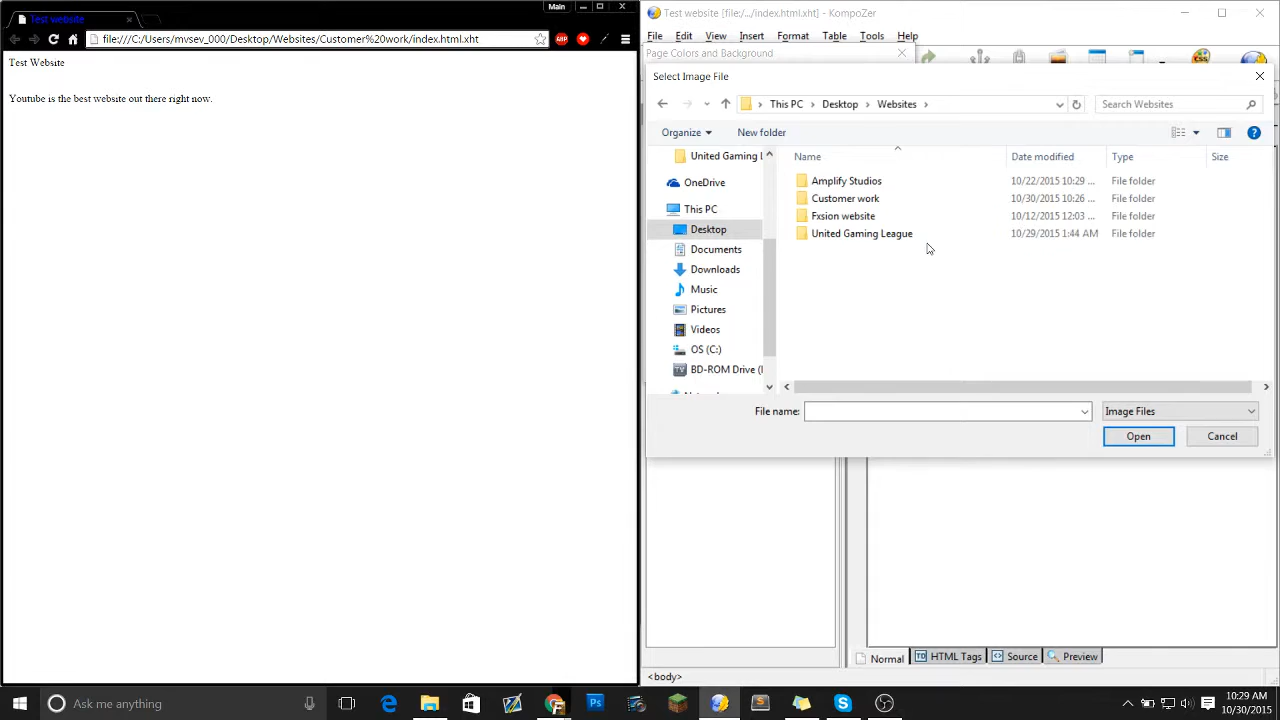 Main
Test website
file:///C:/Users/mvsev_000/Desktop/Websites/Customer%20work/index.html.xht
ABP
Test Website
Youtube is the best website out there right now.
Test website [file:/.../index.html.xht] - KompoZer
File Edit View Insert Format Table Tools Help
Page Colors and Background
CSS
Select Image File
This PC Desktop Websites
Search Websites
Organize New folder
Name Date modified Type Size
United Gaming L
OneDrive
This PC
Desktop
Documents
Downloads
Music
Pictures
Videos
OS (C:)
BD-ROM Drive (
Amplify Studios 10/22/2015 10:29 ... File folder
Customer work 10/30/2015 10:26 ... File folder
Fxsion website 10/12/2015 12:03 ... File folder
United Gaming League 10/29/2015 1:44 AM File folder
File name:
Image Files
Open Cancel
Normal HTML Tags Source Preview
<body>
Ask me anything
Ps
10:29 AM
10/30/2015